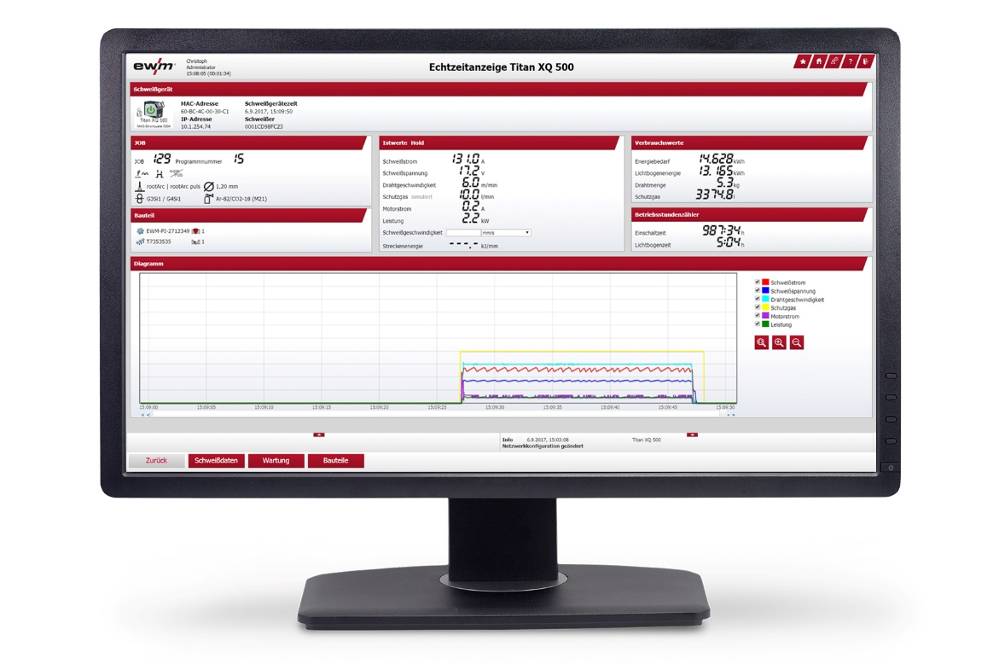 ewm
Christoph
Administrator
15:08:05 (00:01:34)
Echtzeitanzeige Titan XQ 500
?
Schweißgerät
Titan XQ 500
MAC-Adresse
60-BC-4C-00-30-C1
IP-Adresse
10.1.254.74
Schweißgerätezeit
6.9.2017, 15:09:50
Schweißer
0001CD98FC23
JOB
JOB 129 Programmnummer 15
rootArc | rootArc puls 1,20 mm
G3Si1 / G4Si1 Ar-82/CO2-18 (M21)
Bauteil
EWM-PI-2712349 1
T7353535 1
Istwerte Hold
Schweißstrom 131.0 A
Schweißspannung 17.2 V
Drahtgeschwindigkeit 6.0 m/min
Schutzgas simuliert 10.0 l/min
Motorstrom 0.2 A
Leistung 2.2 kW
Schweißgeschwindigkeit mm/s
Streckenenergie ---.- kJ/mm
Verbrauchswerte
Energiebedarf 14.628 kWh
Lichtbogenenergie 13.165 kWh
Drahtmenge 5.3 kg
Schutzgas 3374.8 l
Betriebsstundenzähler
Einschaltzeit 987:34 h
Lichtbogenzeit 5:04 h
Diagramm
Schweißstrom
Schweißspannung
Drahtgeschwindigkeit
Schutzgas
Motorstrom
Leistung
15:09:00 15:09:05 15:09:10 15:09:15 15:09:20 15:09:25 15:09:30 15:09:35 15:09:40 15:09:45 15:09:50
Info 6.9.2017, 15:03:08 Titan XQ 500
Netzwerkkonfiguration geändert
Zurück Schweißdaten Wartung Bauteile